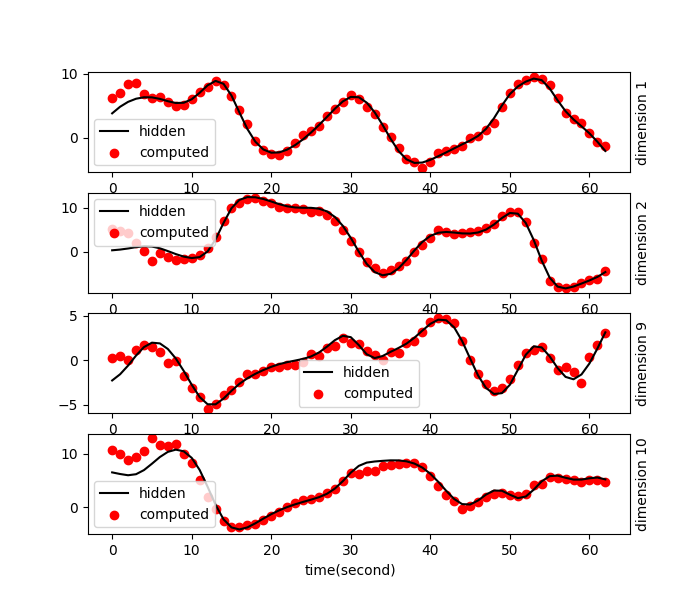 10
0
hidden
computed
dimension 1
0 10 20 30 40 50 60
10
0
hidden
computed
dimension 2
0 10 20 30 40 50 60
5
0
−5
hidden
computed
dimension 9
0 10 20 30 40 50 60
10
0
hidden
computed
dimension 10
0 10 20 30 40 50 60
time(second)